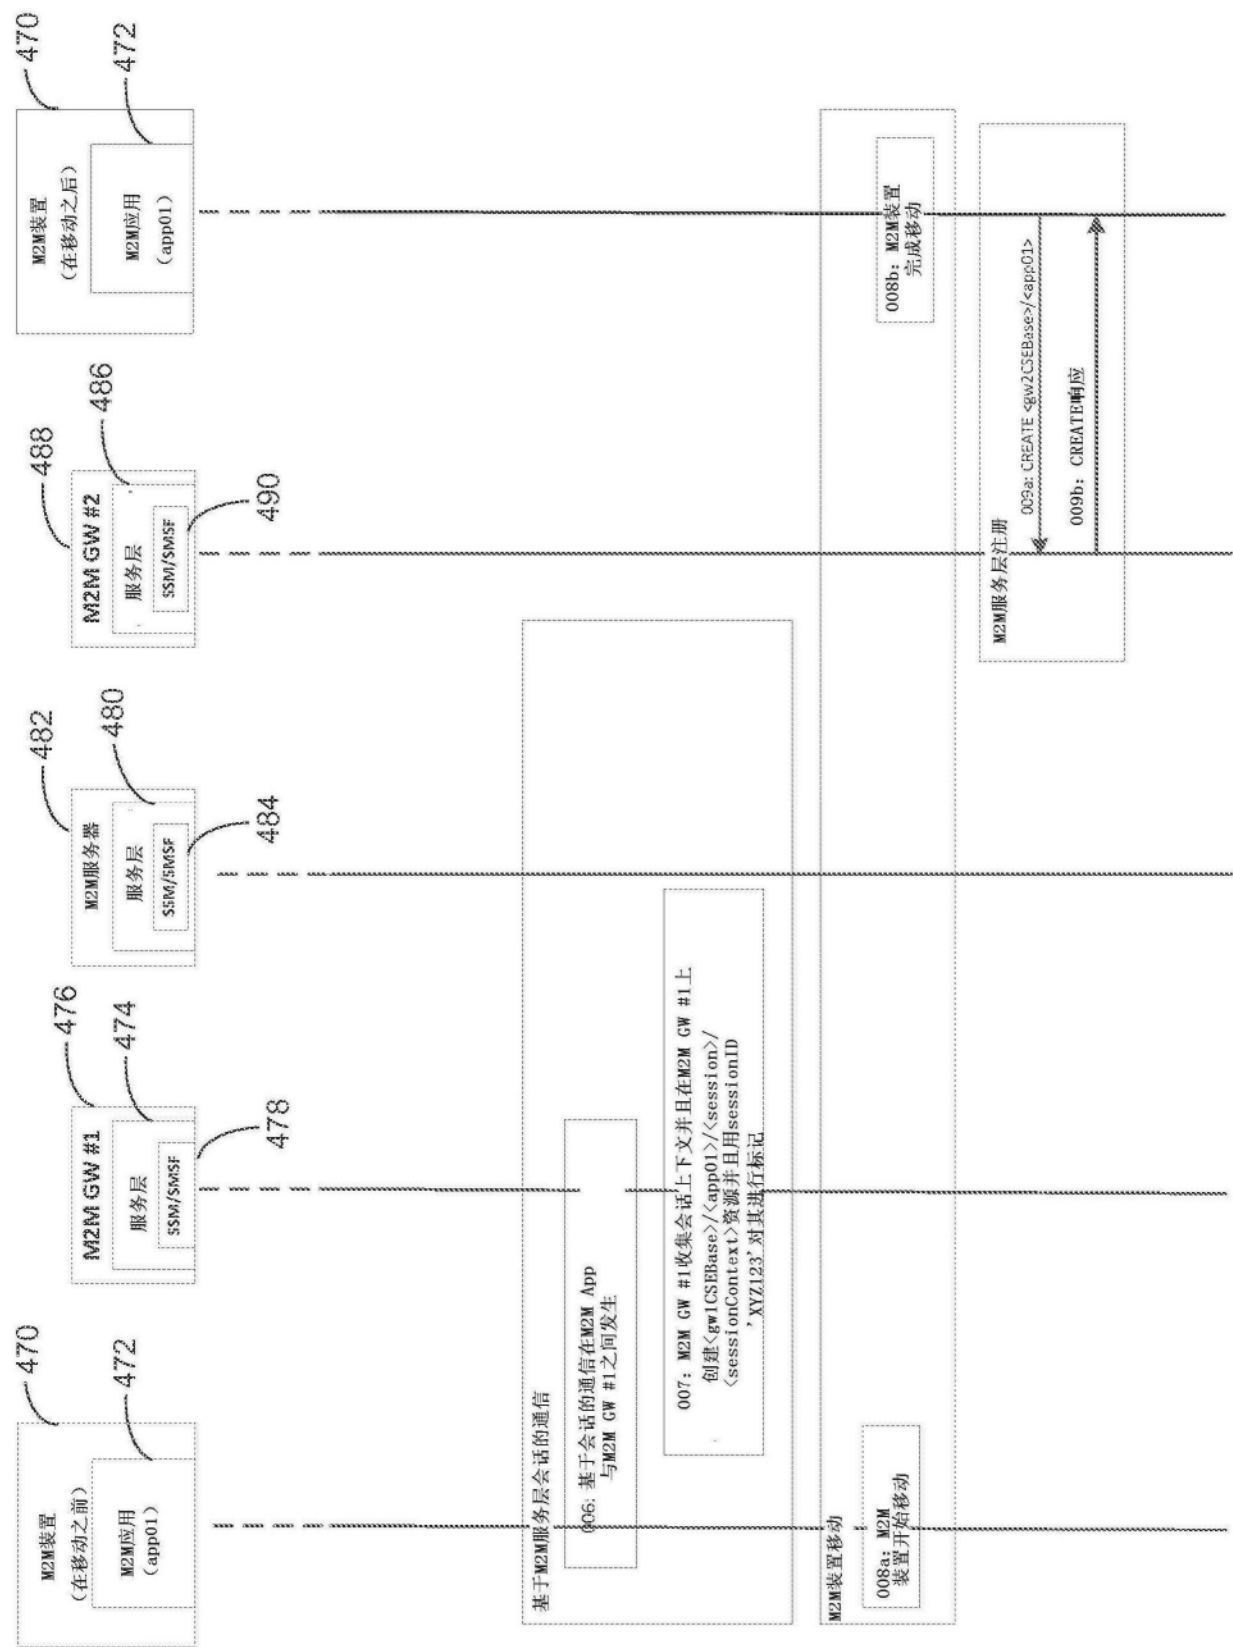 470
M2M装置
(在移动之前)
472
M2M应用
(app01)
476
M2M GW #1
474
服务层
SSM/SMSF
478
482
M2M服务器
480
服务层
SSM/SMSF
484
488
M2M GW #2
486
服务层
SSM/SMSF
490
470
M2M装置
(在移动之后)
472
M2M应用
(app01)
基于M2M服务层会话的通信
006: 基于会话的通信在M2M App
与M2M GW #1之间发生
007: M2M GW #1收集会话上下文并且在M2M GW #1上
创建<gw1CSEBase>/<app01>/<session>/
<sessionContext>资源并且用sessionID
'XYZ123'对其进行标记
M2M装置移动
008a: M2M
装置开始移动
008b: M2M装置
完成移动
M2M服务层注册
009a: CREATE <gw2CSEBase>/<app01>
009b: CREATE响应